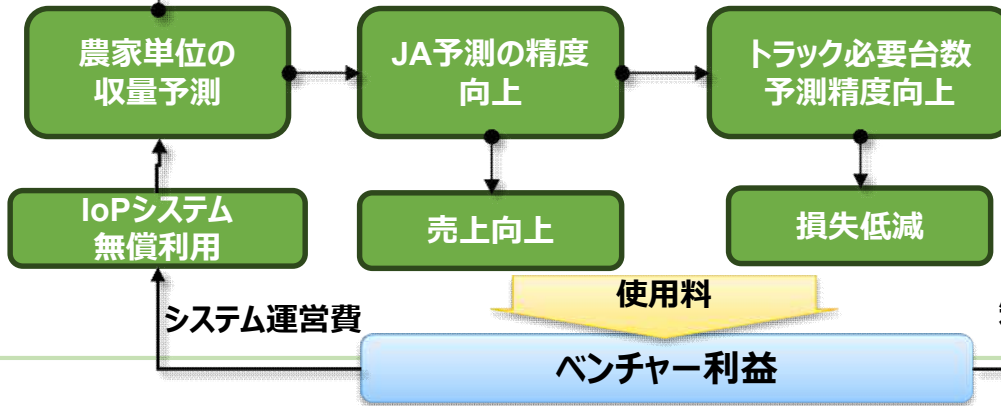 農家単位の
収量予測
JA予測の精度
向上
トラック必要台数
予測精度向上
IoPシステム
無償利用
売上向上
損失低減
使用料
システム運営費
ベンチャー利益